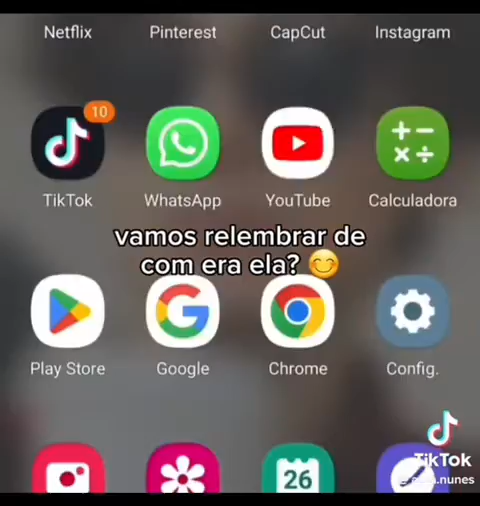 Netflix
Pinterest
CapCut
Instagram
10
TikTok
WhatsApp
YouTube
Calculadora
vamos relembrar de
com era ela? 😊
Play Store
Google
Chrome
Config.
26
TikTok